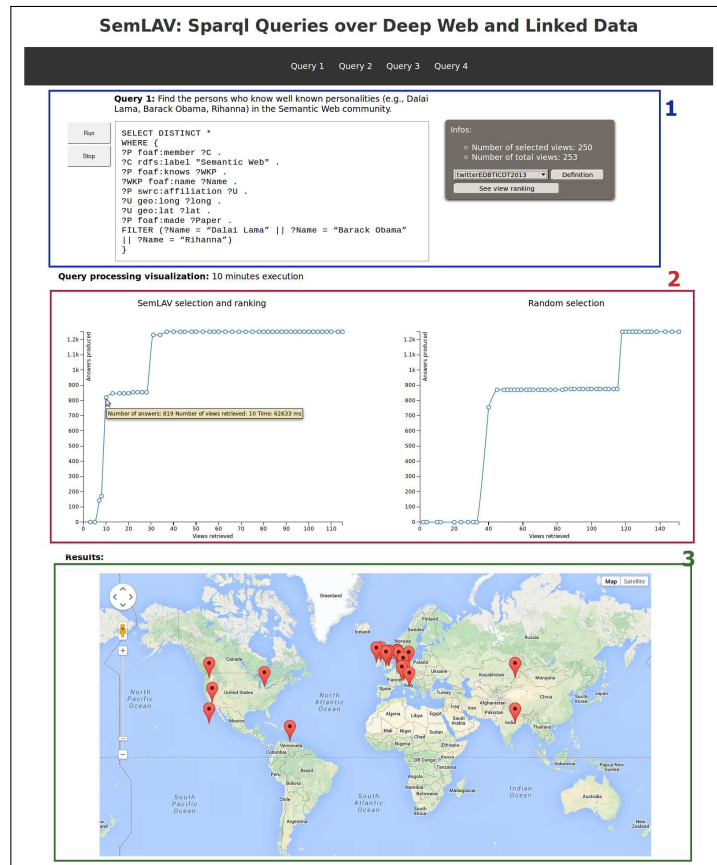 SemLAV: Sparql Queries over Deep Web and Linked Data
Query 1 Query 2 Query 3 Query 4
1
Query 1: Find the persons who know well known personalities (e.g., Dalai
Lama, Barack Obama, Rihanna) in the Semantic Web community.
Run
Stop
SELECT DISTINCT *
WHERE {
?P foaf:member ?C .
?C rdfs:label "Semantic Web" .
?P foaf:knows ?WKP .
?WKP foaf:name ?Name .
?P swrc:affiliation ?U .
?U geo:long ?long .
?U geo:lat ?lat .
?P foaf:made ?Paper .
FILTER (?Name = “Dalai Lama” || ?Name = “Barack Obama”
|| ?Name = “Rihanna”)
}
Infos:
Number of selected views: 250
Number of total views: 253
twitterEDBTICDT2013
Definition
See view ranking
Query processing visualization: 10 minutes execution
2
SemLAV selection and ranking
Answers produced
1.2k
1.1k
1k
900
800
700
600
500
400
300
200
100
0
Number of answers: 819 Number of views retrieved: 10 Time: 62633 ms
0 10 20 30 40 50 60 70 80 90 100 110
Views retrieved
Random selection
Answers produced
1.2k
1.1k
1k
900
800
700
600
500
400
300
200
100
0
0 20 40 60 80 100 120 140
Views retrieved
Results:
3
Map Satellite
Greenland
Iceland
Finland
Sweden
Norway
Russia
Canada
Poland
Ukraine
Kazakhstan
Mongolia
France
Italy
Spain
Turkey
North
Pacific
Ocean
United States
North
Atlantic
Ocean
China
South
Korea
Japan
Iraq
Iran
Afghanistan
Pakistan
Algeria
Libya
Egypt
Saudi
Arabia
India
Thailand
Mexico
Mali
Niger
Chad
Sudan
Nigeria
Ethiopia
Venezuela
Colombia
DR Congo
Kenya
Tanzania
Indonesia
Papua New
Guinea
Peru
Brazil
Bolivia
Angola
Namibia
Botswana
Madagascar
South
Pacific
Ocean
Chile
South
Atlantic
Ocean
Indian
Ocean
Australia
South
Africa
Argentina
New
Zealand